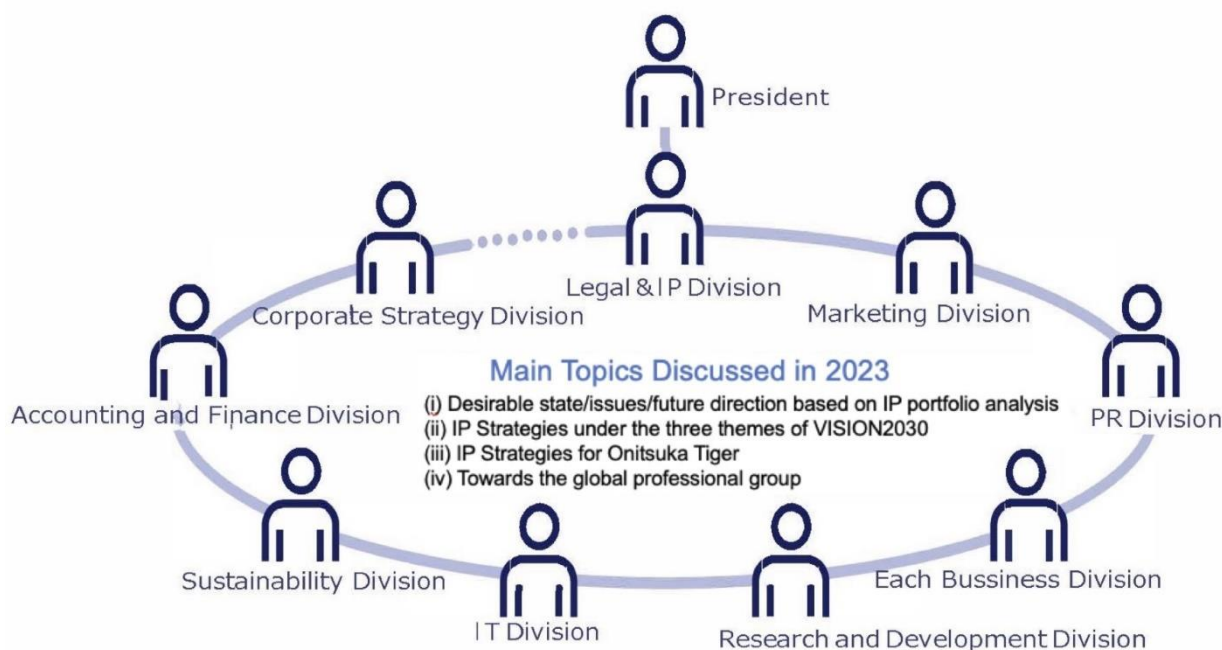 President
Legal & IP Division
Corporate Strategy Division
Marketing Division
Accounting and Finance Division
PR Division
Main Topics Discussed in 2023
(i) Desirable state/issues/future direction based on IP portfolio analysis
(ii) IP Strategies under the three themes of VISION2030
(iii) IP Strategies for Onitsuka Tiger
(iv) Towards the global professional group
Sustainability Division
Each Bussiness Division
IT Division
Research and Development Division